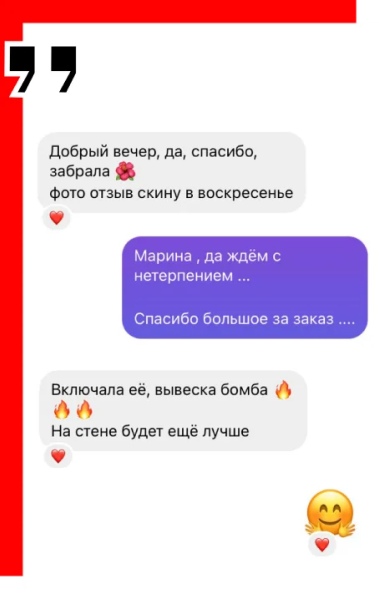 Добрый вечер, да, спасибо,
забрала 🌺
фото отзыв скину в воскресенье
Марина , да ждём с
нетерпением ...
Спасибо большое за заказ ....
Включала её, вывеска бомба 🔥
🔥🔥
На стене будет ещё лучше